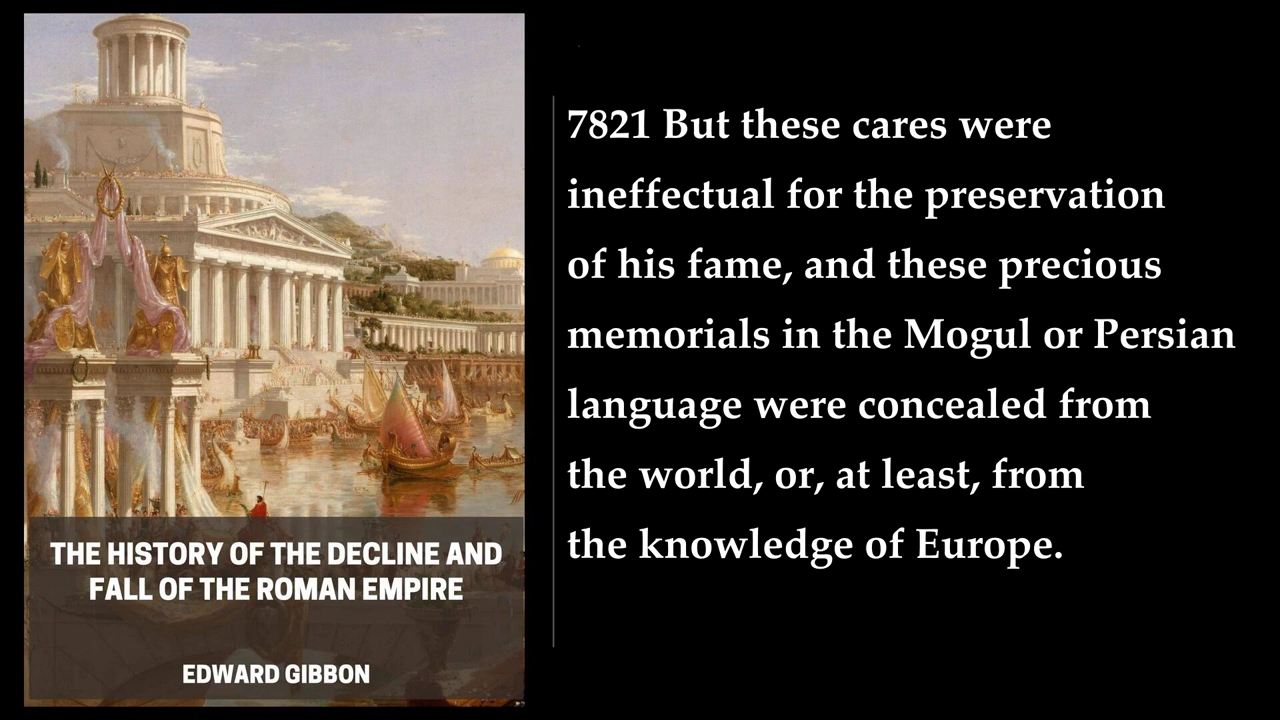 THE HISTORY OF THE DECLINE AND
FALL OF THE ROMAN EMPIRE
EDWARD GIBBON
7821 But these cares were
ineffectual for the preservation
of his fame, and these precious
memorials in the Mogul or Persian
language were concealed from
the world, or, at least, from
the knowledge of Europe.